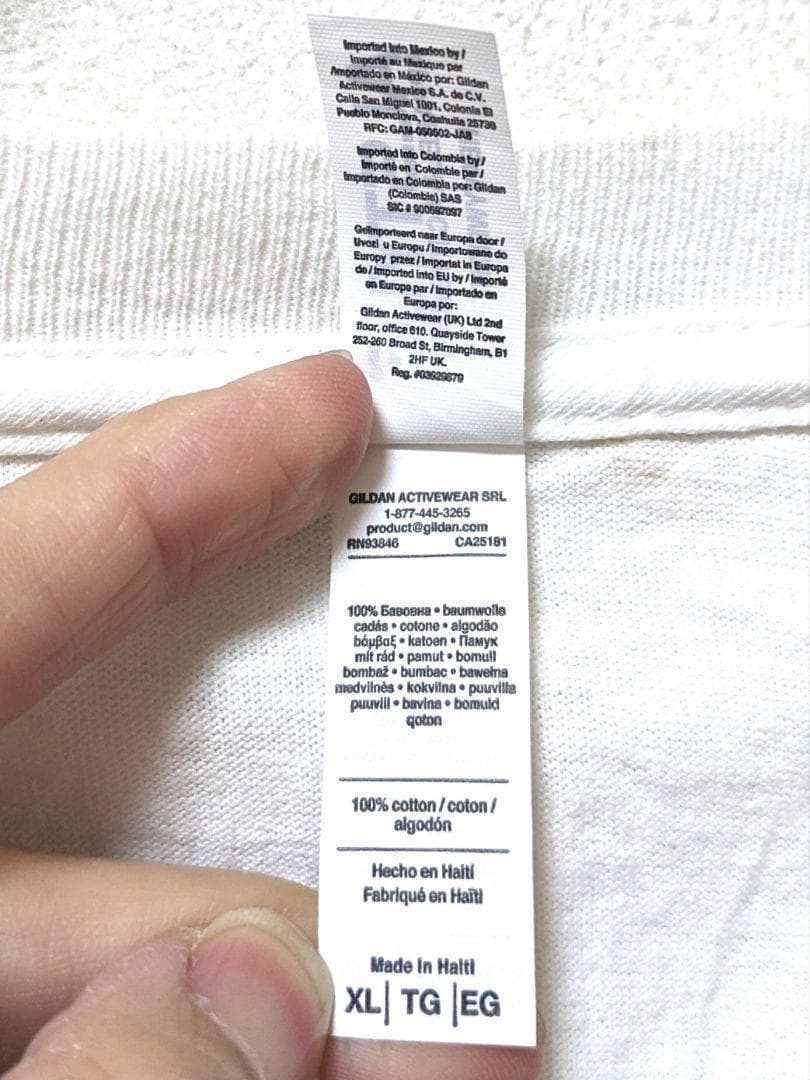 Imported into Mexico by /
Importé au Mexique par
/Importado en México por: Gildan
Activewear Mexico S.A. de C.V.
Calle San Miguel 1001, Colonia El
Pueblo Monclova, Coahuila 25730
RFC: GAM-050502-JA8
Imported into Colombia by /
Importé en Colombie par /
Importado en Colombia por: Gildan
(Colombia) SAS
SIC # 900597097
Geïmporteerd naar Europa door /
Uvozi u Europu / Importowane do
Europy przez / Importat in Europa
de / Imported into EU by / Importé
en Europe par / Importado en
Europa por:
Gildan Activewear (UK) Ltd 2nd
floor, office 610. Quayside Tower
252-260 Broad St, Birmingham, B1
2HF UK.
Reg. #03929679
GILDAN ACTIVEWEAR SRL
1-877-445-3265
product@gildan.com
RN93846 CA25181
100% Бавовна • baumwolle
cadás • cotone • algodão
βάμβαξ • katoen • Памук
mít rád • pamut • bomull
bombaž • bumbac • bawełna
medvilnės • kokvilna • puuvilla
puuvill • bavlna • bomuld
qoton
100% cotton / coton /
algodón
Hecho en Haití
Fabriqué en Haïti
Made in Haiti
XL| TG |EG